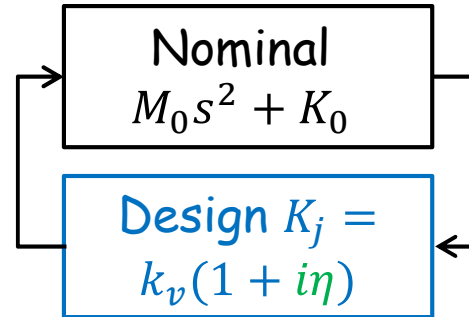 Nominal
M₀s² + K₀
Design Kⱼ =
kᵥ(1 + iη)